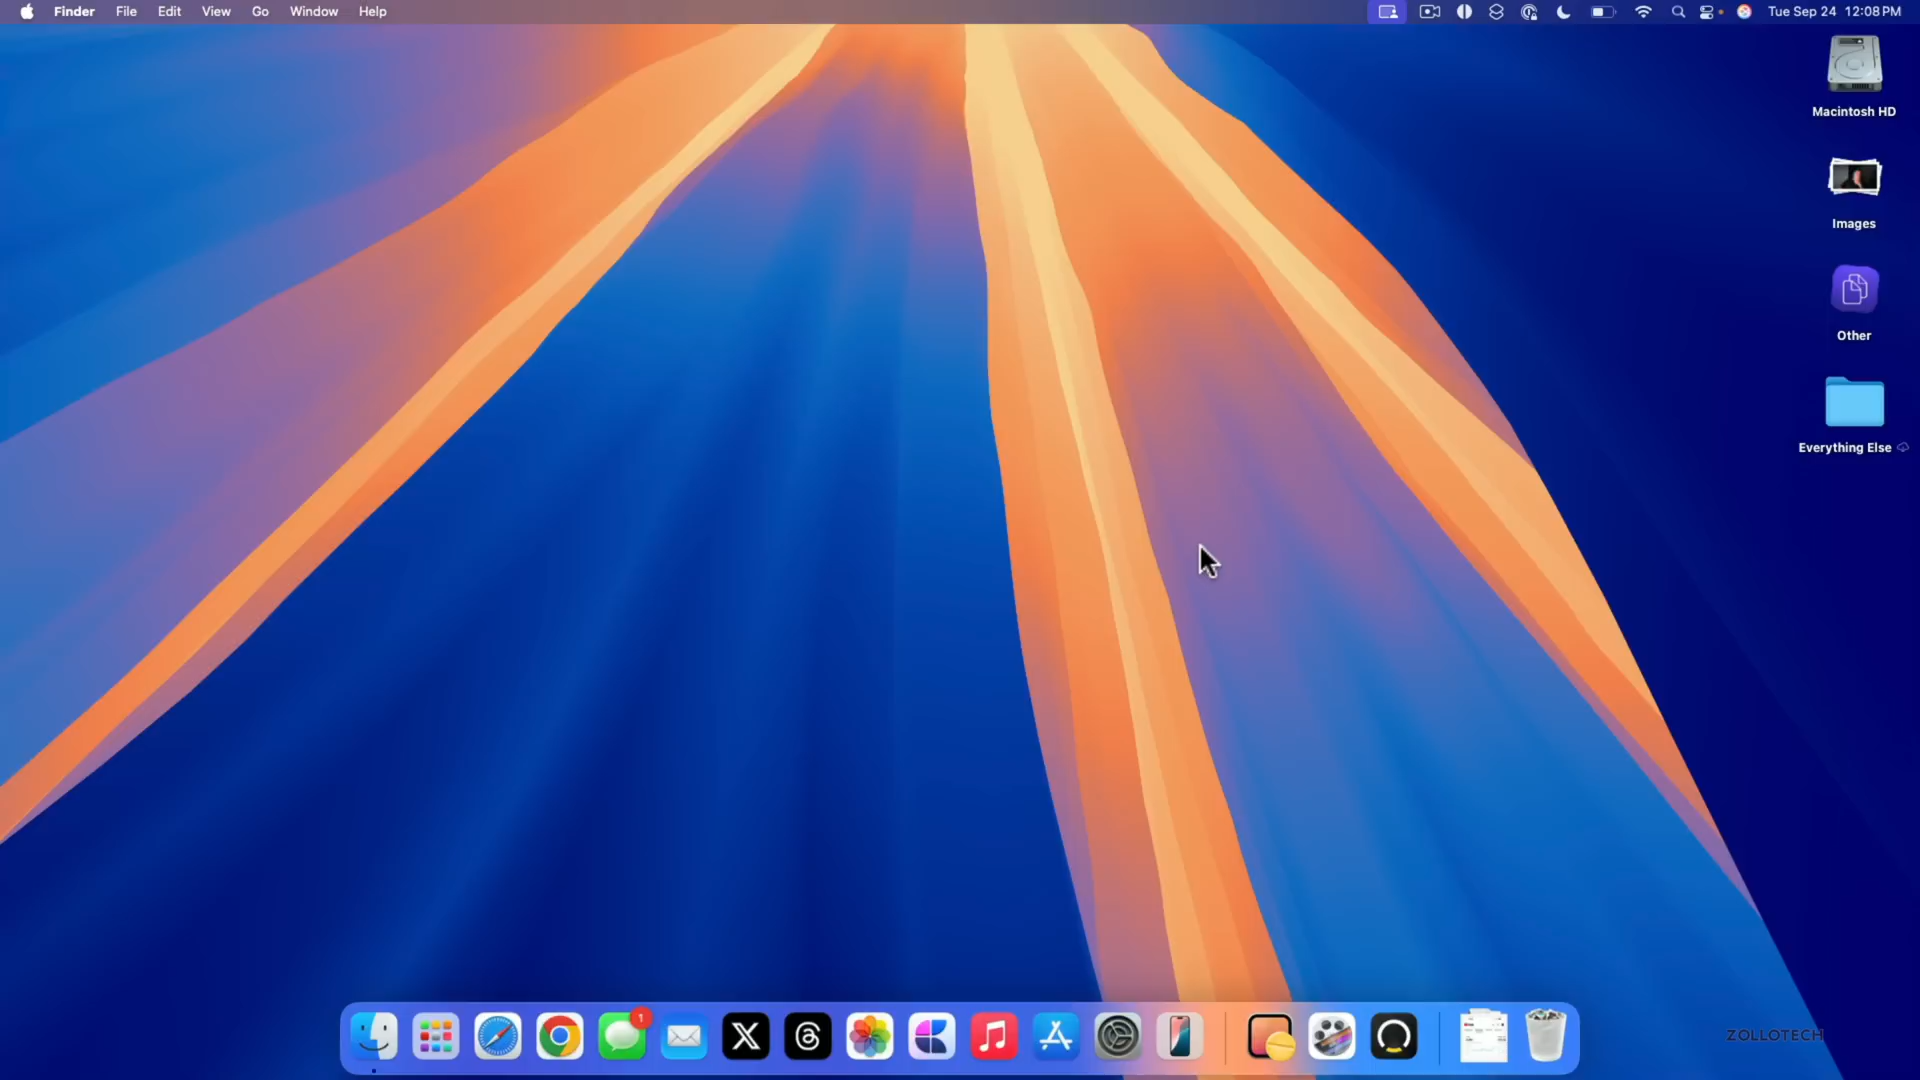 Finder File Edit View Go Window Help
Tue Sep 24 12:08 PM
Macintosh HD
Images
Other
Everything Else
1
ZOLLOTECH